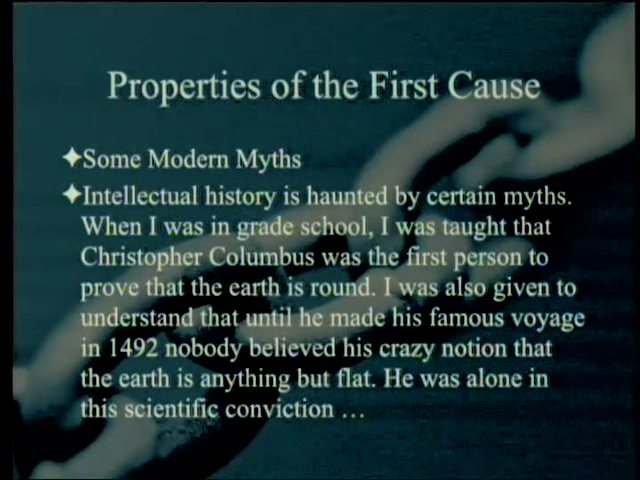 Properties of the First Cause
✦Some Modern Myths
✦Intellectual history is haunted by certain myths.
When I was in grade school, I was taught that
Christopher Columbus was the first person to
prove that the earth is round. I was also given to
understand that until he made his famous voyage
in 1492 nobody believed his crazy notion that
the earth is anything but flat. He was alone in
this scientific conviction …